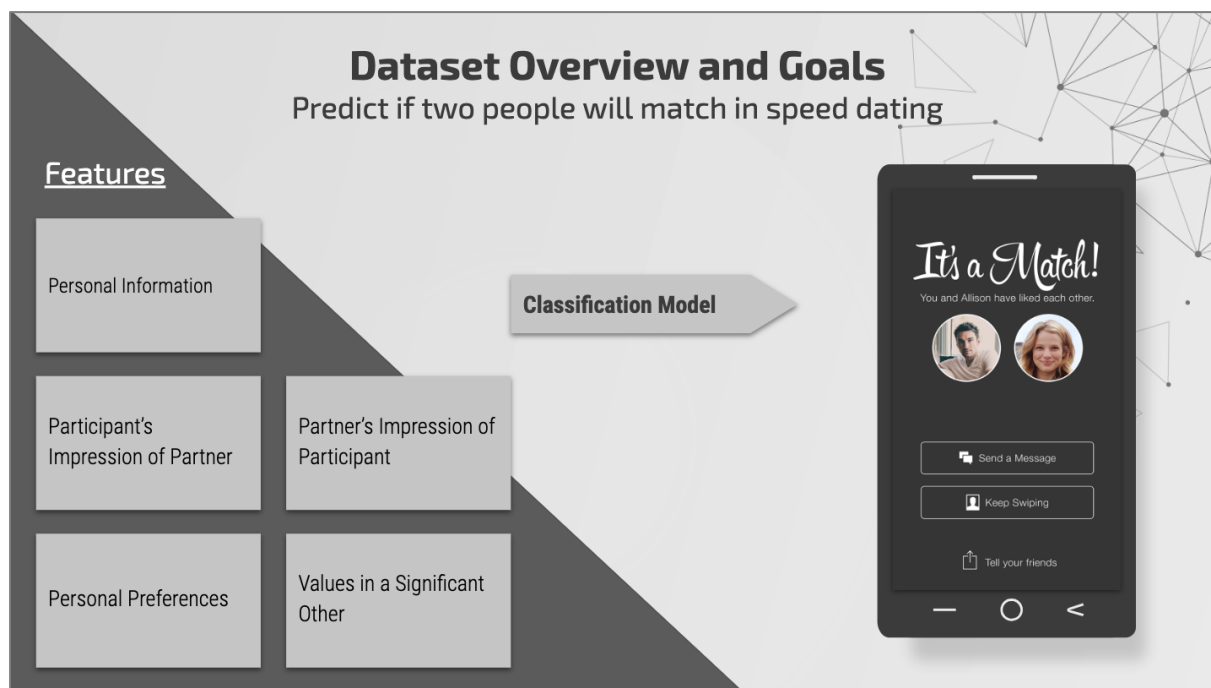 Dataset Overview and Goals
Predict if two people will match in speed dating
Features
Personal Information
Participant's
Impression of Partner
Partner's Impression of
Participant
Personal Preferences
Values in a Significant
Other
Classification Model
It's a Match!
You and Allison have liked each other.
Send a Message
Keep Swiping
Tell your friends